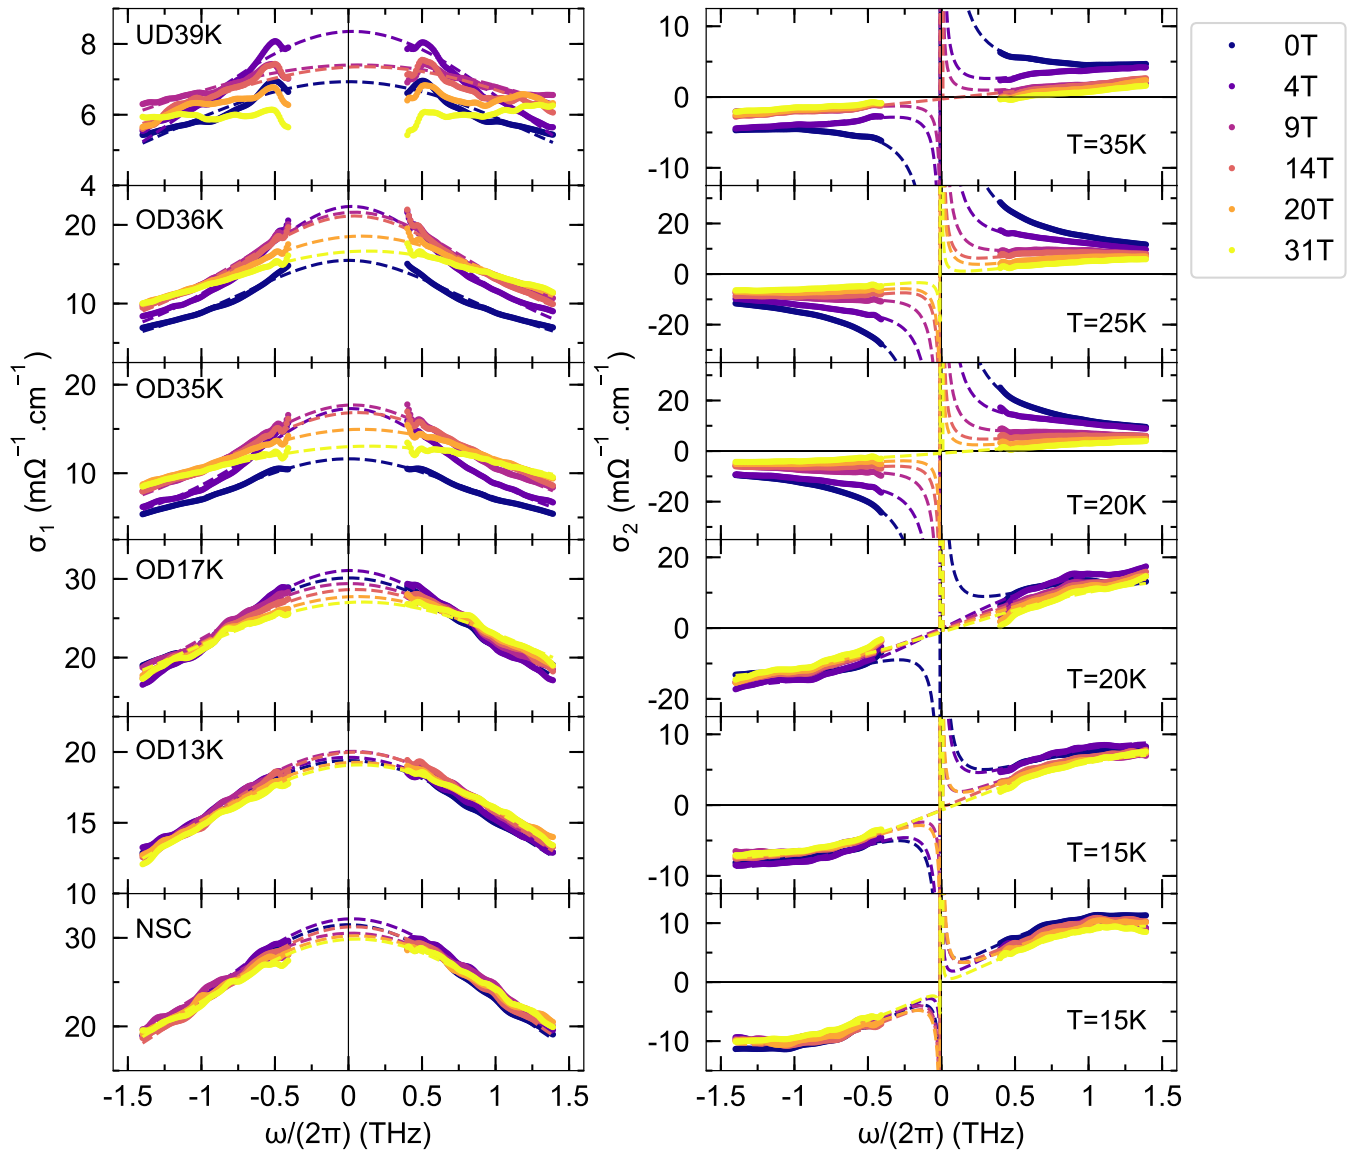 UD39K
8
6
4
OD36K
20
10
OD35K
20
10
OD17K
30
20
OD13K
20
15
10
NSC
30
20
-1.5 -1 -0.5 0 0.5 1 1.5
ω/(2π) (THz)
σ₁ (mΩ⁻¹ .cm⁻¹)
10
0
-10
T=35K
20
0
-20
T=25K
20
0
-20
T=20K
20
0
-20
T=20K
10
0
-10
T=15K
10
0
-10
T=15K
-1.5 -1 -0.5 0 0.5 1 1.5
ω/(2π) (THz)
σ₂ (mΩ⁻¹ .cm⁻¹)
0T
4T
9T
14T
20T
31T